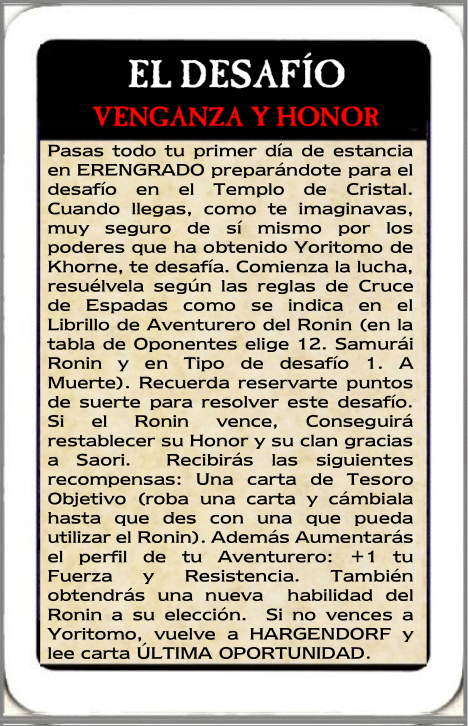 EL DESAFÍO
VENGANZA Y HONOR
Pasas todo tu primer día de estancia
en ERENGRADO preparándote para el
desafío en el Templo de Cristal.
Cuando llegas, como te imaginavas,
muy seguro de sí mismo por los
poderes que ha obtenido Yoritomo de
Khorne, te desafía. Comienza la lucha,
resuélvela según las reglas de Cruce
de Espadas como se indica en el
Librillo de Aventurero del Ronin (en la
tabla de Oponentes elige 12. Samurái
Ronin y en Tipo de desafío 1. A
Muerte). Recuerda reservarte puntos
de suerte para resolver este desafío.
Si el Ronin vence, Conseguirá
restablecer su Honor y su clan gracias
a Saori. Recibirás las siguientes
recompensas: Una carta de Tesoro
Objetivo (roba una carta y cámbiala
hasta que des con una que pueda
utilizar el Ronin). Además Aumentarás
el perfil de tu Aventurero: +1 tu
Fuerza y Resistencia. También
obtendrás una nueva habilidad del
Ronin a su elección. Si no vences a
Yoritomo, vuelve a HARGENDORF y
lee carta ÚLTIMA OPORTUNIDAD.